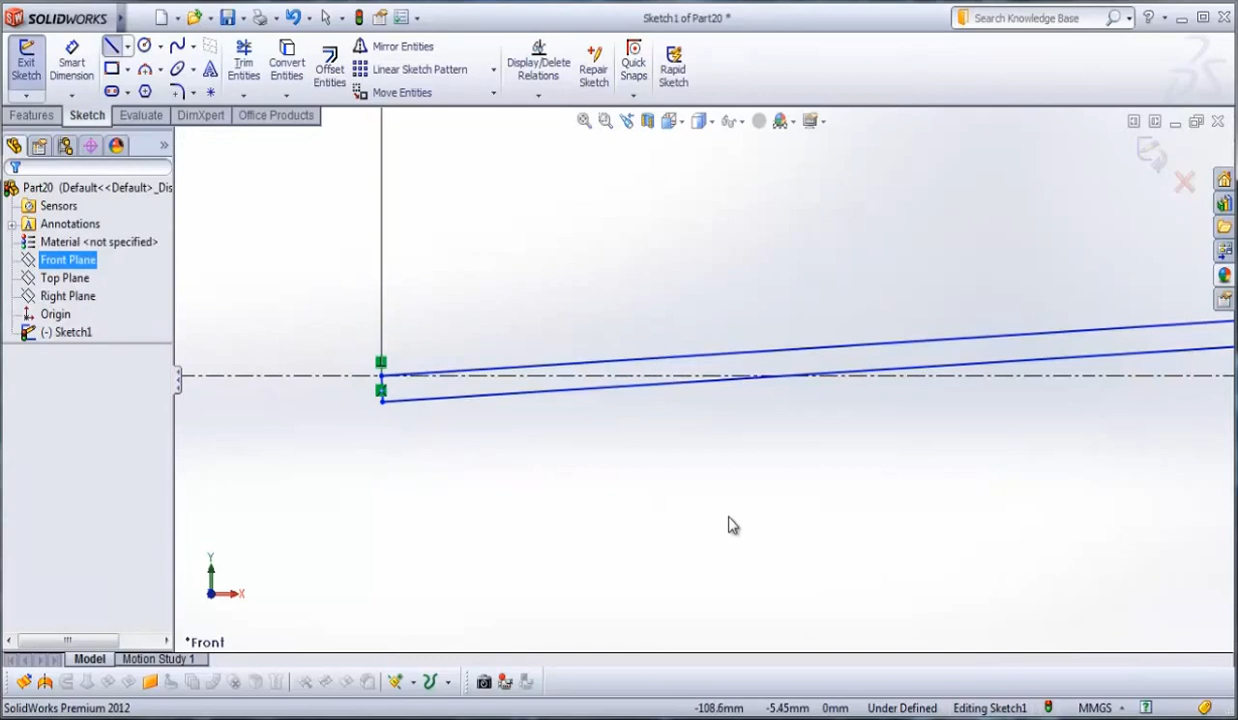 SOLIDWORKS
Sketch1 of Part20 *
Search Knowledge Base
Exit Sketch
Smart Dimension
Trim Entities
Convert Entities
Offset Entities
Mirror Entities
Linear Sketch Pattern
Move Entities
Display/Delete Relations
Repair Sketch
Quick Snaps
Rapid Sketch
Features
Sketch
Evaluate
DimXpert
Office Products
Part20 (Default<<Default>_Dis
Sensors
Annotations
Material <not specified>
Front Plane
Top Plane
Right Plane
Origin
(-) Sketch1
Y
X
*Front
Model
Motion Study 1
SolidWorks Premium 2012
-108.6mm
-5.45mm
0mm
Under Defined
Editing Sketch1
MMGS